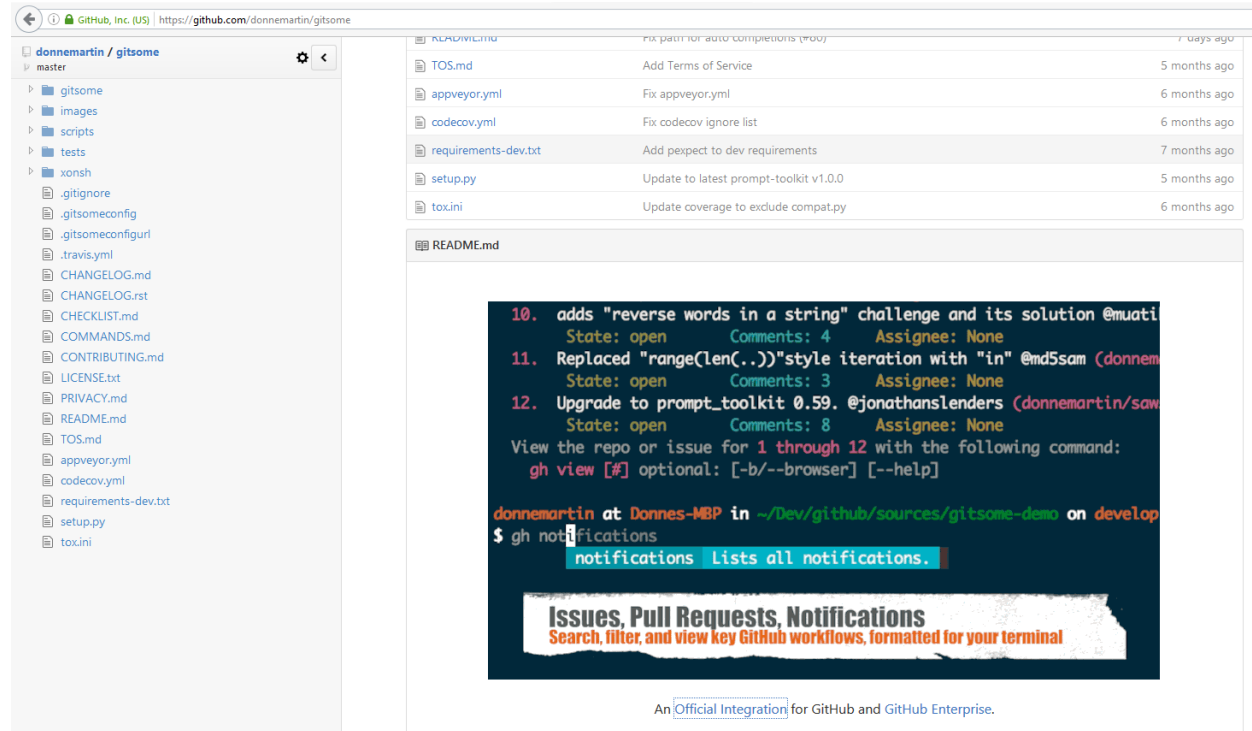 GitHub, Inc. (US) https://github.com/donnemartin/gitsome
donnemartin / gitsome
master
gitsome
images
scripts
tests
xonsh
.gitignore
.gitsomeconfig
.gitsomeconfigurl
.travis.yml
CHANGELOG.md
CHANGELOG.rst
CHECKLIST.md
COMMANDS.md
CONTRIBUTING.md
LICENSE.txt
PRIVACY.md
README.md
TOS.md
appveyor.yml
codecov.yml
requirements-dev.txt
setup.py
tox.ini
README.md Fix path for auto completions (#60) 7 days ago
TOS.md Add Terms of Service 5 months ago
appveyor.yml Fix appveyor.yml 6 months ago
codecov.yml Fix codecov ignore list 6 months ago
requirements-dev.txt Add pexpect to dev requirements 7 months ago
setup.py Update to latest prompt-toolkit v1.0.0 5 months ago
tox.ini Update coverage to exclude compat.py 6 months ago
README.md
10. adds "reverse words in a string" challenge and its solution @muati
State: open Comments: 4 Assignee: None
11. Replaced "range(len(..))"style iteration with "in" @md5sam (donnem
State: open Comments: 3 Assignee: None
12. Upgrade to prompt_toolkit 0.59. @jonathanslenders (donnemartin/saw
State: open Comments: 8 Assignee: None
View the repo or issue for 1 through 12 with the following command:
gh view [#] optional: [-b/--browser] [--help]
donnemartin at Donnes-MBP in ~/Dev/github/sources/gitsome-demo on develop
$ gh notifications
notifications Lists all notifications.
Issues, Pull Requests, Notifications
Search, filter, and view key GitHub workflows, formatted for your terminal
An Official Integration for GitHub and GitHub Enterprise.